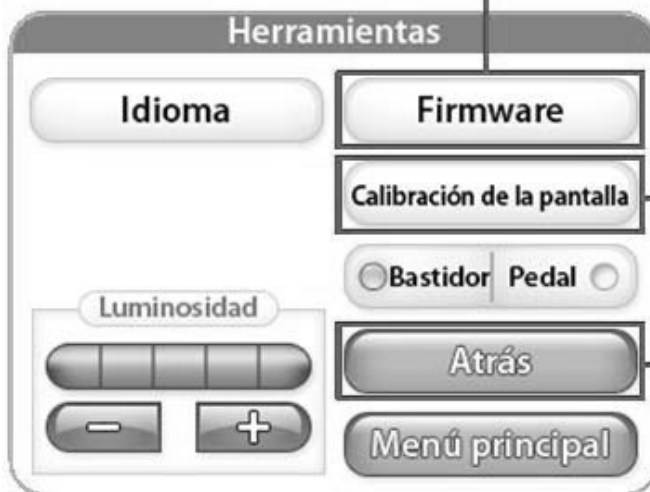 Herramientas
Idioma
Firmware
Calibración de la pantalla
Bastidor Pedal
Luminosidad
Atrás
− +
Menú principal